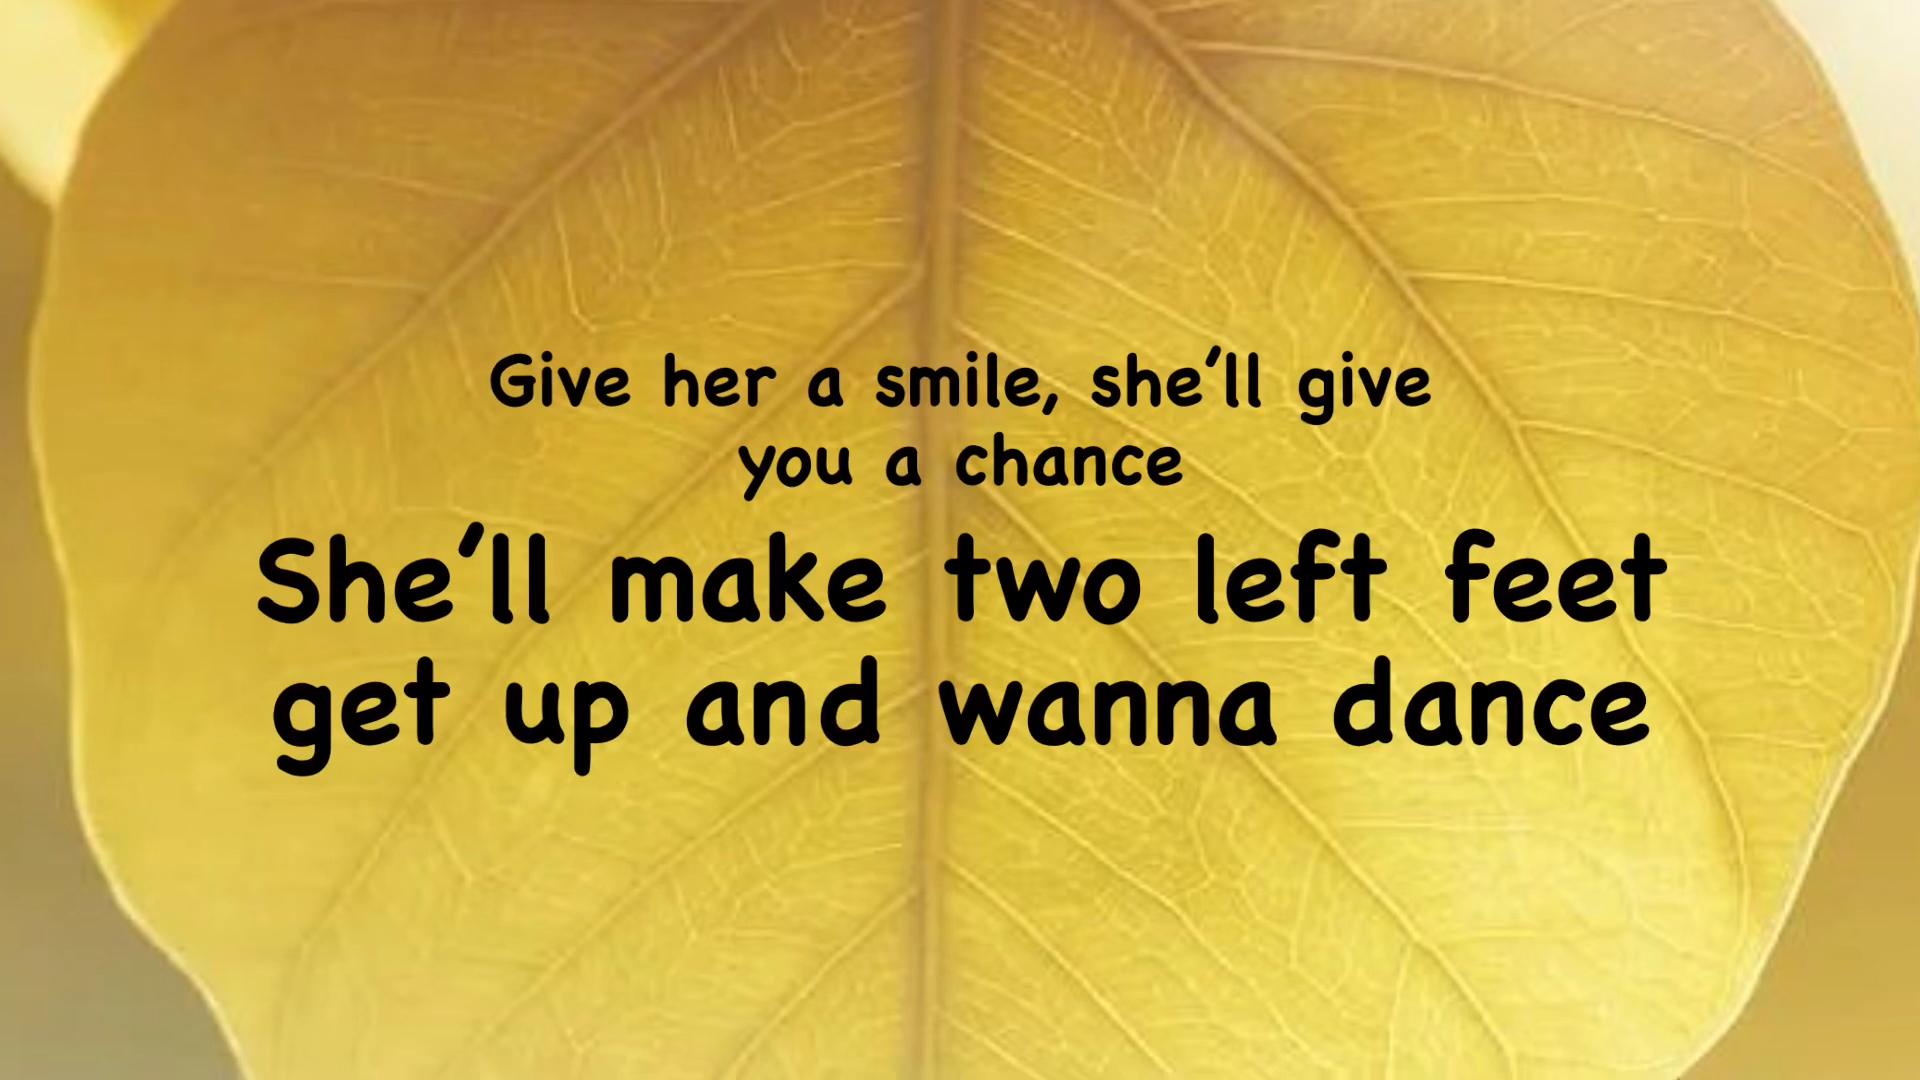 Give her a smile, she'll give
you a chance
She'll make two left feet
get up and wanna dance